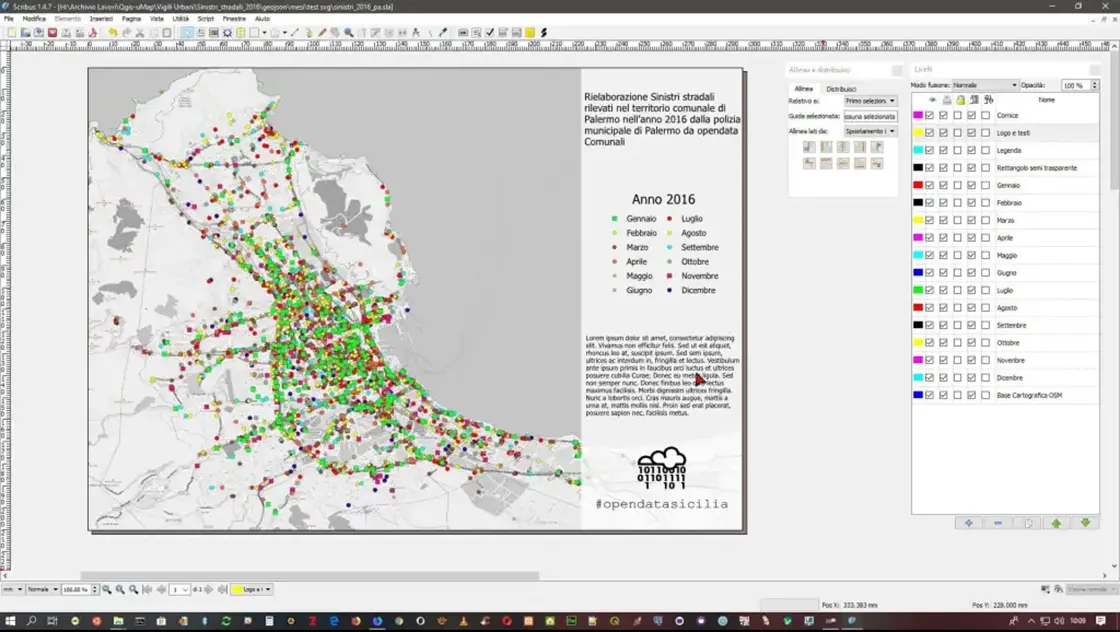 Scribus 1.4.7 - [H:\Archivio Lavori\Qgis-uMap\Vigili Urbani\Sinistri_stradali_2016\geojson\mesi\test svg\sinistri_2016_pa.sla]
File Modifica Elemento Inserisci Pagina Vista Utilità Script Finestre Aiuto
Allinea e distribuisci
Allinea Distribuisci
Relativo a: Primo selezion.
Guida selezionata: ssuna selezionata
Allinea lati da: Spostamento i
Livelli
Modo fusione: Normale Opacità: 100 %
Nome
Cornice
Logo e testi
Legenda
Rettangolo semi trasparente
Gennaio
Febbraio
Marzo
Aprile
Maggio
Giugno
Luglio
Agosto
Settembre
Ottobre
Novembre
Dicembre
Base Cartografica OSM
Rielaborazione Sinistri stradali
rilevati nel territorio comunale di
Palermo nell'anno 2016 dalla polizia
municipale di Palermo da opendata
Comunali
Anno 2016
Gennaio Luglio
Febbraio Agosto
Marzo Settembre
Aprile Ottobre
Maggio Novembre
Giugno Dicembre
Lorem ipsum dolor sit amet, consectetur adipiscing
elit. Vivamus non efficitur felis. Sed ut est aliquet,
rhoncus leo at, suscipit ipsum. Sed sem ipsum,
ultrices ac interdum in, fringilla et lectus. Vestibulum
ante ipsum primis in faucibus orci luctus et ultrices
posuere cubilia Curae; Donec eu ligula. Sed
non semper nunc. Donec finibus leo lectus
maximus facilisis. Morbi dignissim ultrices fringilla.
Nunc a lobortis orci. Cras mauris augue, mattis a
urna at, mattis mollis nisl. Proin sed erat placerat,
posuere sapien nec, facilisis metus.
10110010
01101111
1 10 1
#opendatasicilia
mm Normale 100.00 % 1 di 1 Logo e t
Pos X: 333.383 mm Pos Y: 228.000 mm
10:09